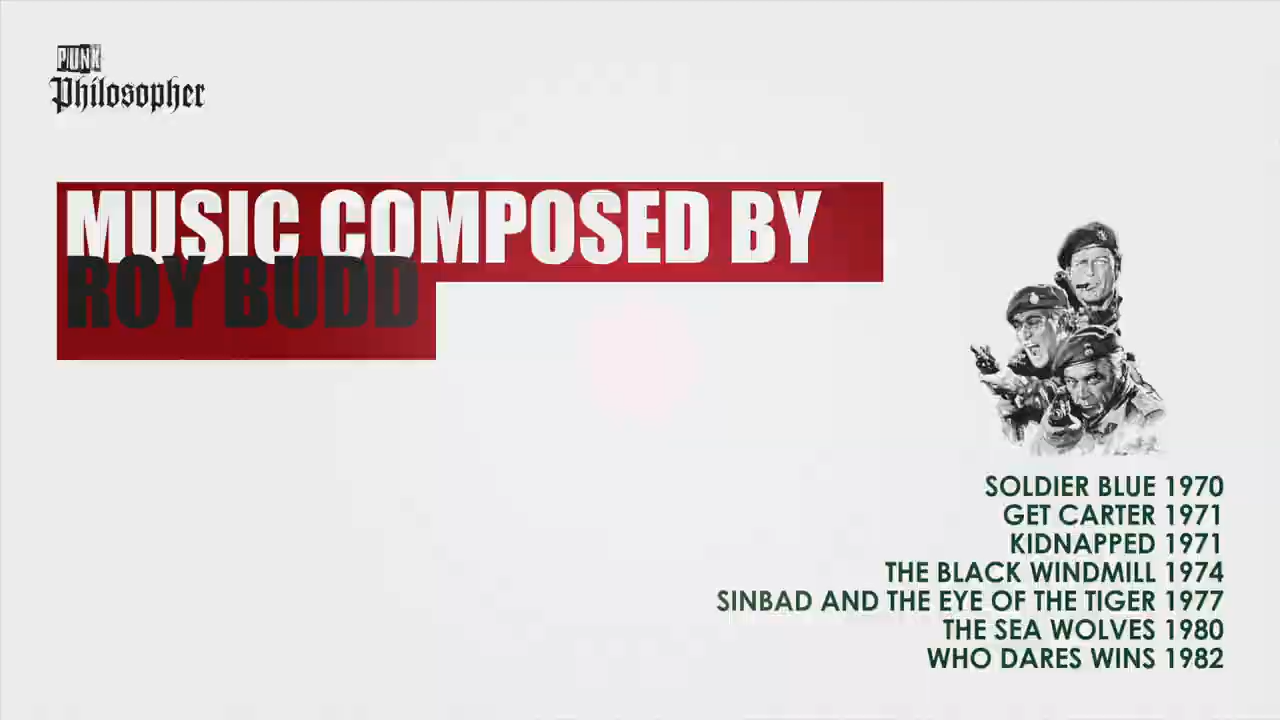 PUNK
Philosopher
MUSIC COMPOSED BY
ROY BUDD
SOLDIER BLUE 1970
GET CARTER 1971
KIDNAPPED 1971
THE BLACK WINDMILL 1974
SINBAD AND THE EYE OF THE TIGER 1977
THE SEA WOLVES 1980
WHO DARES WINS 1982